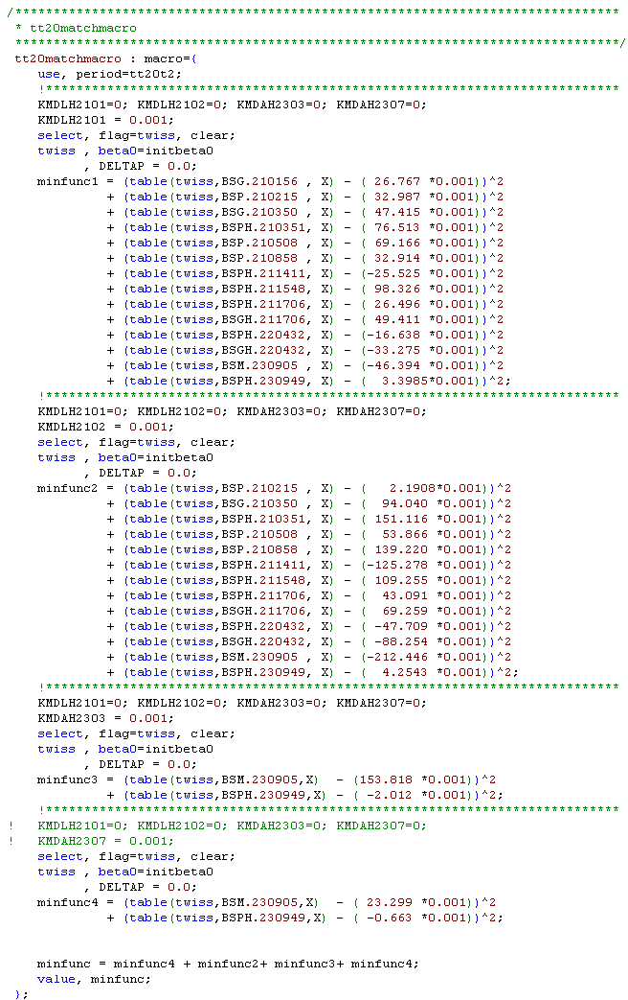 /*******************************************************************************
 * tt20matchmacro
 *******************************************************************************/
 tt20matchmacro : macro={
    use, period=tt20t2;
    !***************************************************************************
    KMDLH2101=0; KMDLH2102=0; KMDAH2303=0; KMDAH2307=0;
    KMDLH2101 = 0.001;
    select, flag=twiss, clear;
    twiss , beta0=initbeta0
          , DELTAP = 0.0;
    minfunc1 = (table(twiss,BSG.210156 , X) - ( 26.767 *0.001))^2
             + (table(twiss,BSP.210215 , X) - ( 32.987 *0.001))^2
             + (table(twiss,BSG.210350 , X) - ( 47.415 *0.001))^2
             + (table(twiss,BSPH.210351, X) - ( 76.513 *0.001))^2
             + (table(twiss,BSP.210508 , X) - ( 69.166 *0.001))^2
             + (table(twiss,BSP.210858 , X) - ( 32.914 *0.001))^2
             + (table(twiss,BSPH.211411, X) - (-25.525 *0.001))^2
             + (table(twiss,BSPH.211548, X) - ( 98.326 *0.001))^2
             + (table(twiss,BSPH.211706, X) - ( 26.496 *0.001))^2
             + (table(twiss,BSGH.211706, X) - ( 49.411 *0.001))^2
             + (table(twiss,BSPH.220432, X) - (-16.638 *0.001))^2
             + (table(twiss,BSGH.220432, X) - (-33.275 *0.001))^2
             + (table(twiss,BSM.230905 , X) - (-46.394 *0.001))^2
             + (table(twiss,BSPH.230949, X) - (  3.3985*0.001))^2;
    !***************************************************************************
    KMDLH2101=0; KMDLH2102=0; KMDAH2303=0; KMDAH2307=0;
    KMDLH2102 = 0.001;
    select, flag=twiss, clear;
    twiss , beta0=initbeta0
          , DELTAP = 0.0;
    minfunc2 = (table(twiss,BSP.210215 , X) - (   2.1908*0.001))^2
             + (table(twiss,BSG.210350 , X) - (  94.040 *0.001))^2
             + (table(twiss,BSPH.210351, X) - ( 151.116 *0.001))^2
             + (table(twiss,BSP.210508 , X) - (  53.866 *0.001))^2
             + (table(twiss,BSP.210858 , X) - ( 139.220 *0.001))^2
             + (table(twiss,BSPH.211411, X) - (-125.278 *0.001))^2
             + (table(twiss,BSPH.211548, X) - ( 109.255 *0.001))^2
             + (table(twiss,BSPH.211706, X) - (  43.091 *0.001))^2
             + (table(twiss,BSGH.211706, X) - (  69.259 *0.001))^2
             + (table(twiss,BSPH.220432, X) - ( -47.709 *0.001))^2
             + (table(twiss,BSGH.220432, X) - ( -88.254 *0.001))^2
             + (table(twiss,BSM.230905 , X) - (-212.446 *0.001))^2
             + (table(twiss,BSPH.230949, X) - (  4.2543 *0.001))^2;
    !***************************************************************************
    KMDLH2101=0; KMDLH2102=0; KMDAH2303=0; KMDAH2307=0;
    KMDAH2303 = 0.001;
    select, flag=twiss, clear;
    twiss , beta0=initbeta0
          , DELTAP = 0.0;
    minfunc3 = (table(twiss,BSM.230905,X)  - (153.818 *0.001))^2
             + (table(twiss,BSPH.230949,X) - ( -2.012 *0.001))^2;
    !***************************************************************************
!   KMDLH2101=0; KMDLH2102=0; KMDAH2303=0; KMDAH2307=0;
!   KMDAH2307 = 0.001;
    select, flag=twiss, clear;
    twiss , beta0=initbeta0
          , DELTAP = 0.0;
    minfunc4 = (table(twiss,BSM.230905,X)  - ( 23.299 *0.001))^2
             + (table(twiss,BSPH.230949,X) - ( -0.663 *0.001))^2;
    minfunc = minfunc4 + minfunc2+ minfunc3+ minfunc4;
    value, minfunc;
 };